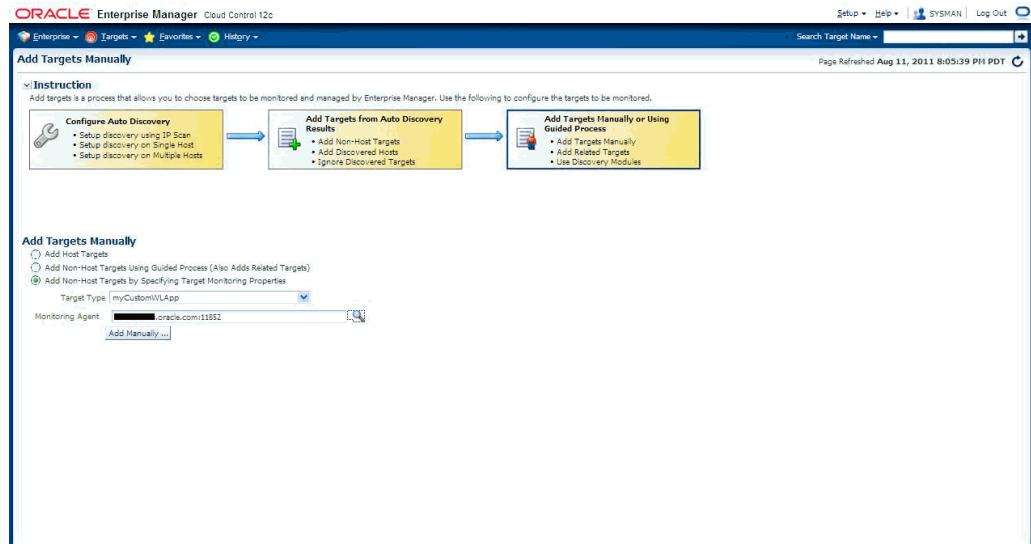 ORACLE Enterprise Manager Cloud Control 12c
Setup Help SYSMAN Log Out
Enterprise Targets Favorites History
Search Target Name
Add Targets Manually
Page Refreshed Aug 11, 2011 8:05:39 PM PDT
Instruction
Add targets is a process that allows you to choose targets to be monitored and managed by Enterprise Manager. Use the following to configure the targets to be monitored.
Configure Auto Discovery
• Setup discovery using IP Scan
• Setup discovery on Single Host
• Setup discovery on Multiple Hosts
Add Targets from Auto Discovery
Results
• Add Non-Host Targets
• Add Discovered Hosts
• Ignore Discovered Targets
Add Targets Manually or Using
Guided Process
• Add Targets Manually
• Add Related Targets
• Use Discovery Modules
Add Targets Manually
Add Host Targets
Add Non-Host Targets Using Guided Process (Also Adds Related Targets)
Add Non-Host Targets by Specifying Target Monitoring Properties
Target Type myCustomWLApp
Monitoring Agent .oracle.com:11852
Add Manually ...